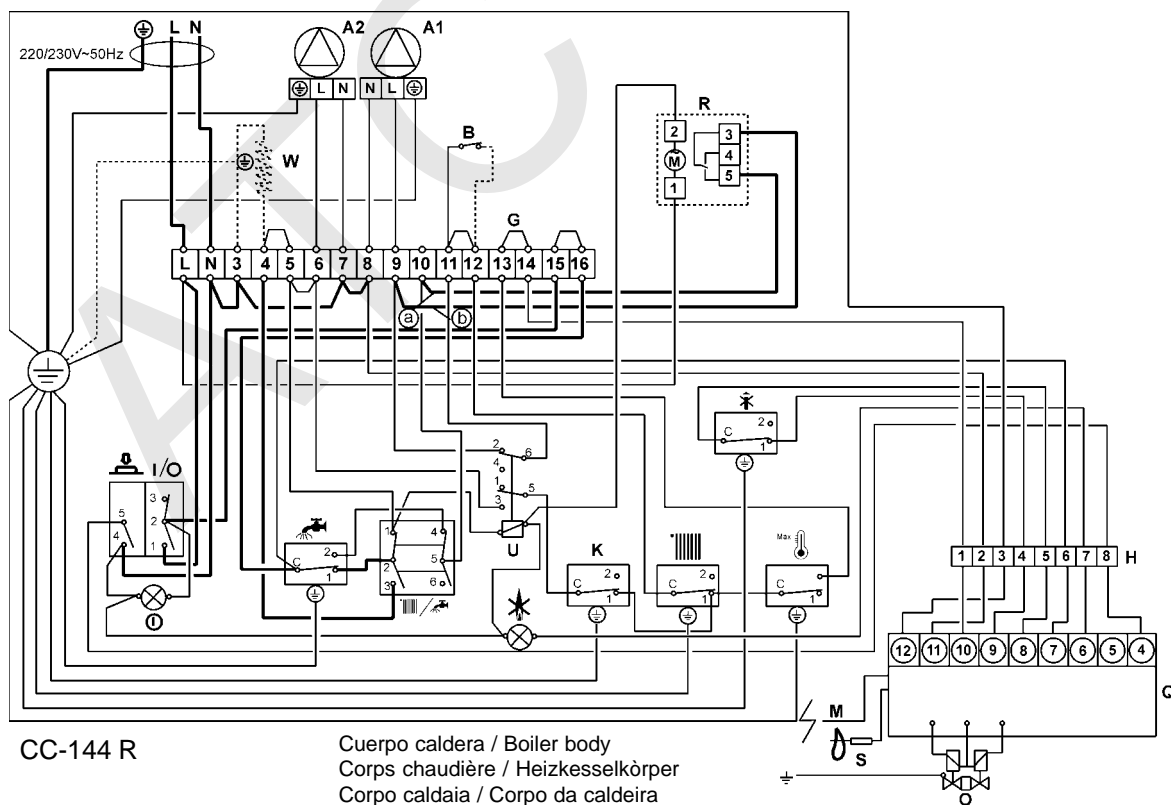 L N
A2
A1
220/230V~50Hz
L N
N L
R
2
3
4
5
M
1
B
W
G
L N 3 4 5 6 7 8 9 10 11 12 13 14 15 16
a
b
I/O
3
5
2
4
1
2
C
1
1
4
2
5
3
6
2
6
4
1
5
3
U
K
2
C
1
2
C
1
Max
C
1
2
C
1
1 2 3 4 5 6 7 8
H
12 11 10 9 8 7 6 5 4
Q
M
S
O
CC-144 R
Cuerpo caldera / Boiler body
Corps chaudière / Heizkesselkòrper
Corpo caldaia / Corpo da caldeira
ATC